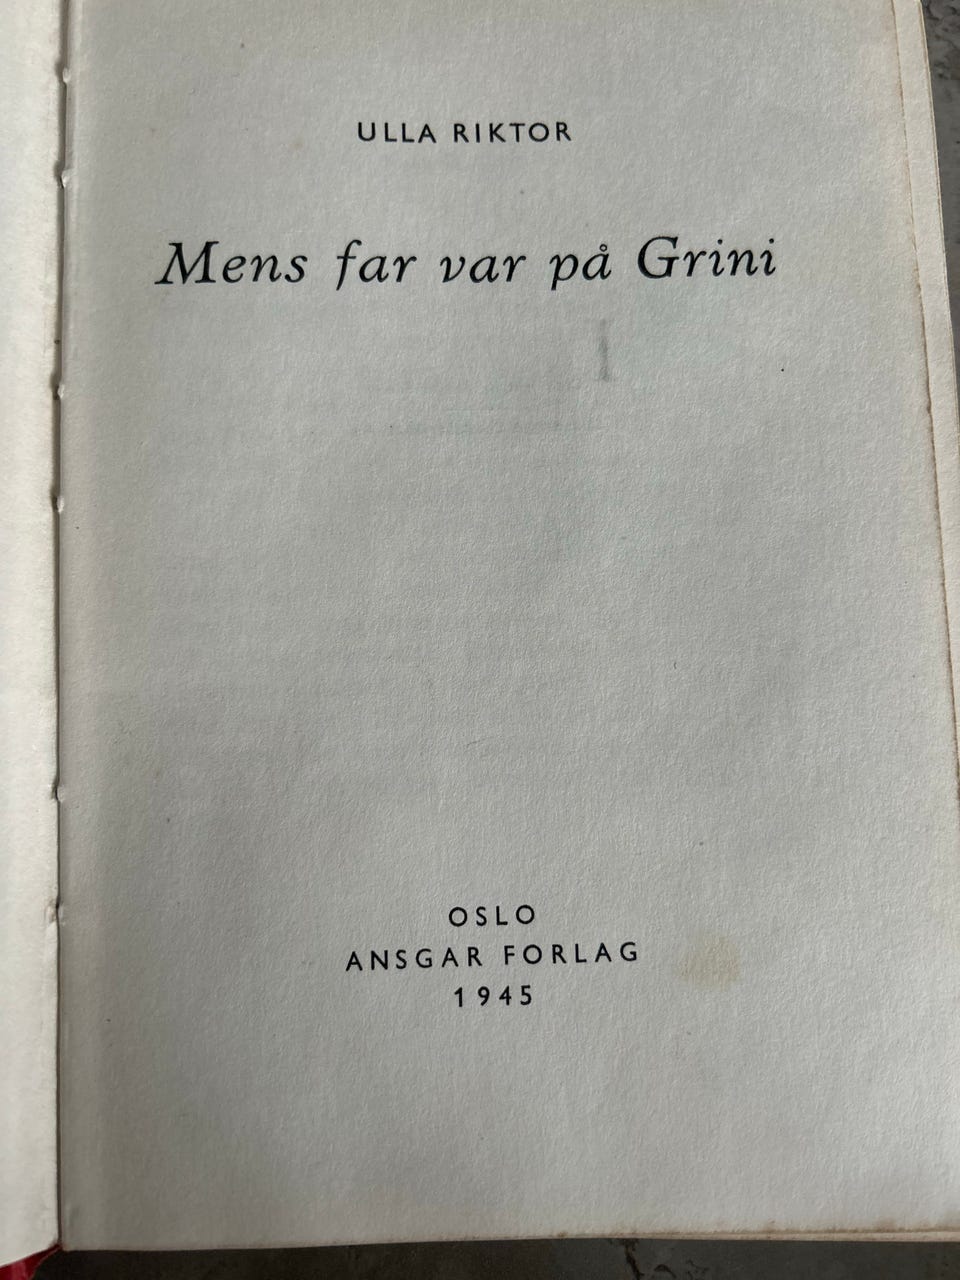 ULLA RIKTOR
Mens far var på Grini
OSLO
ANSGAR FORLAG
1945